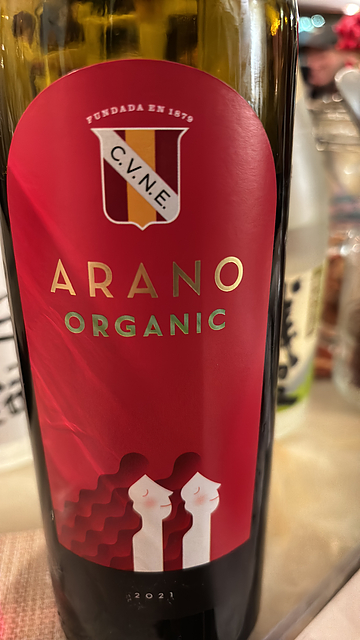 FUNDADA EN 1879
C.V.N.E.
ARANO
ORGANIC
2021